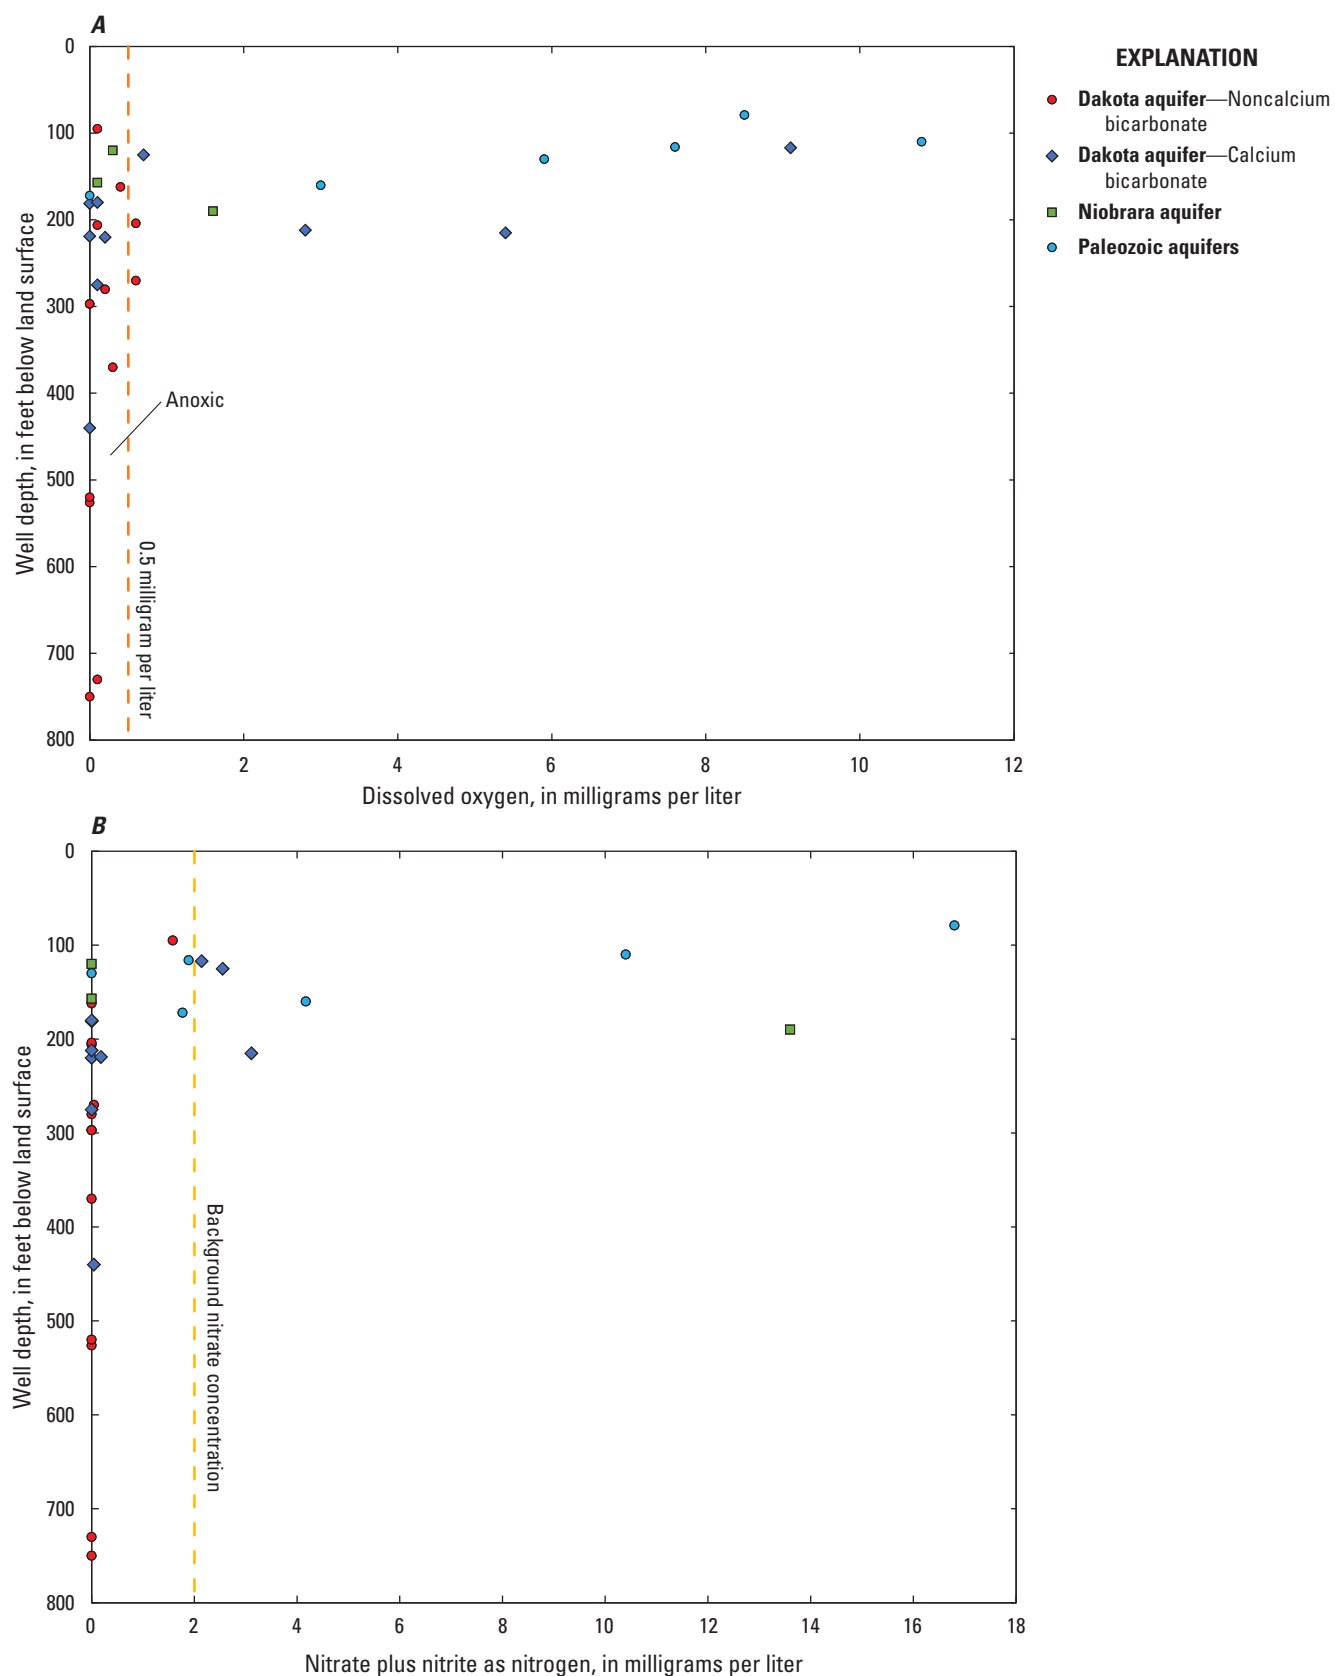 A
0
100
200
300
400
500
600
700
800
Well depth, in feet below land surface
Anoxic
0.5 milligram per liter
0
2
4
6
8
10
12
Dissolved oxygen, in milligrams per liter
EXPLANATION
Dakota aquifer—Noncalcium
bicarbonate
Dakota aquifer—Calcium
bicarbonate
Niobrara aquifer
Paleozoic aquifers
B
0
100
200
300
400
500
600
700
800
Well depth, in feet below land surface
Background nitrate concentration
0
2
4
6
8
10
12
14
16
18
Nitrate plus nitrite as nitrogen, in milligrams per liter